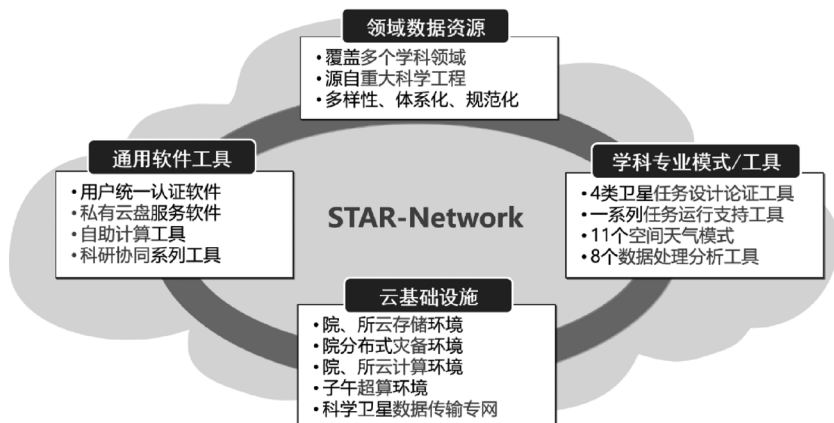 领域数据资源
•覆盖多个学科领域
•源自重大科学工程
•多样性、体系化、规范化
通用软件工具
•用户统一认证软件
•私有云盘服务软件
•自助计算工具
•科研协同系列工具
STAR-Network
学科专业模式/工具
•4类卫星任务设计论证工具
•一系列任务运行支持工具
•11个空间天气模式
•8个数据处理分析工具
云基础设施
•院、所云存储环境
•院分布式灾备环境
•院、所云计算环境
•子午超算环境
•科学卫星数据传输专网